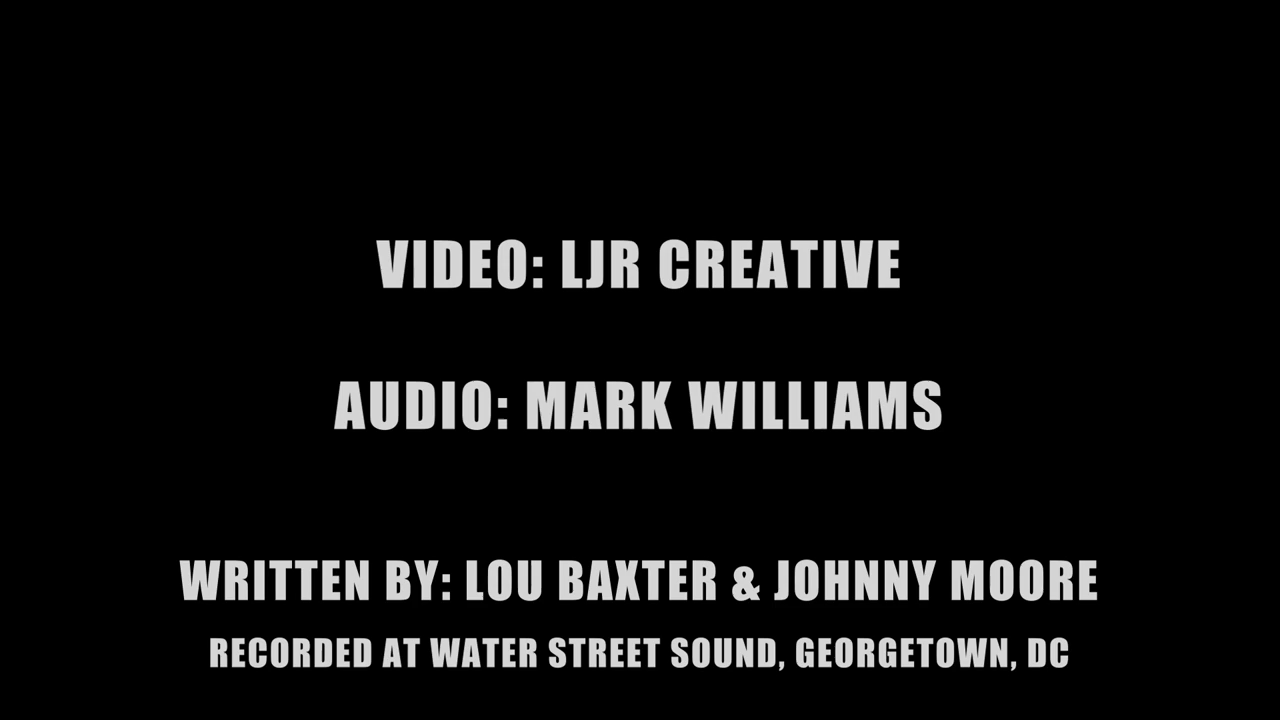 VIDEO: LJR CREATIVE
AUDIO: MARK WILLIAMS
WRITTEN BY: LOU BAXTER & JOHNNY MOORE
RECORDED AT WATER STREET SOUND, GEORGETOWN, DC